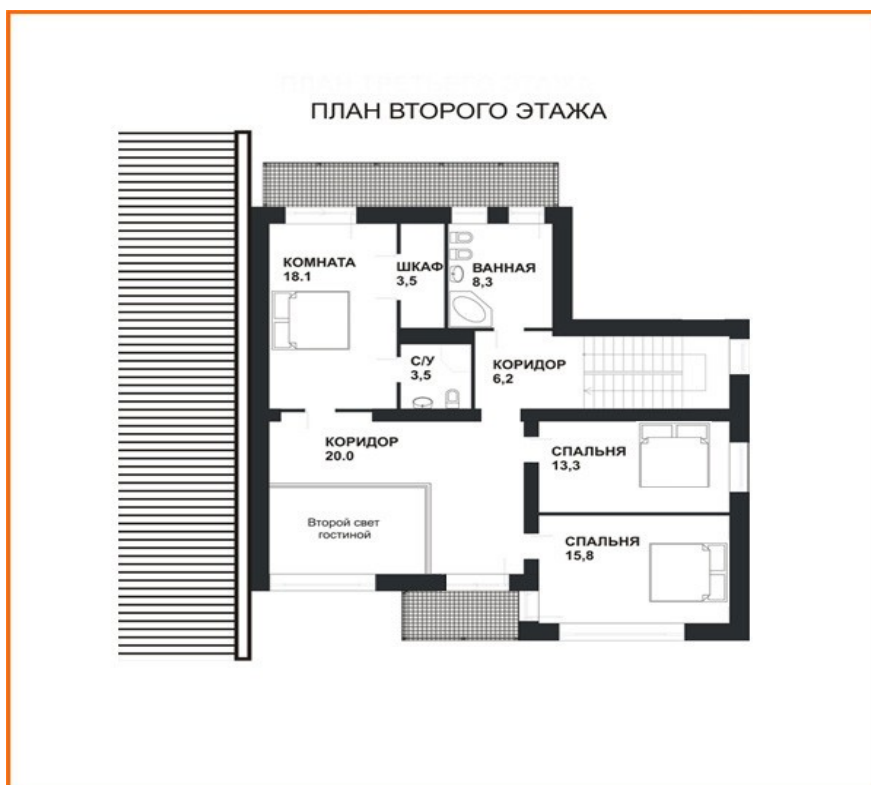 ПЛАН ВТОРОГО ЭТАЖА
КОМНАТА
18.1
ШКАФ
3,5
ВАННАЯ
8,3
С/У
3,5
КОРИДОР
6,2
КОРИДОР
20.0
СПАЛЬНЯ
13,3
Второй свет
гостиной
СПАЛЬНЯ
15,8